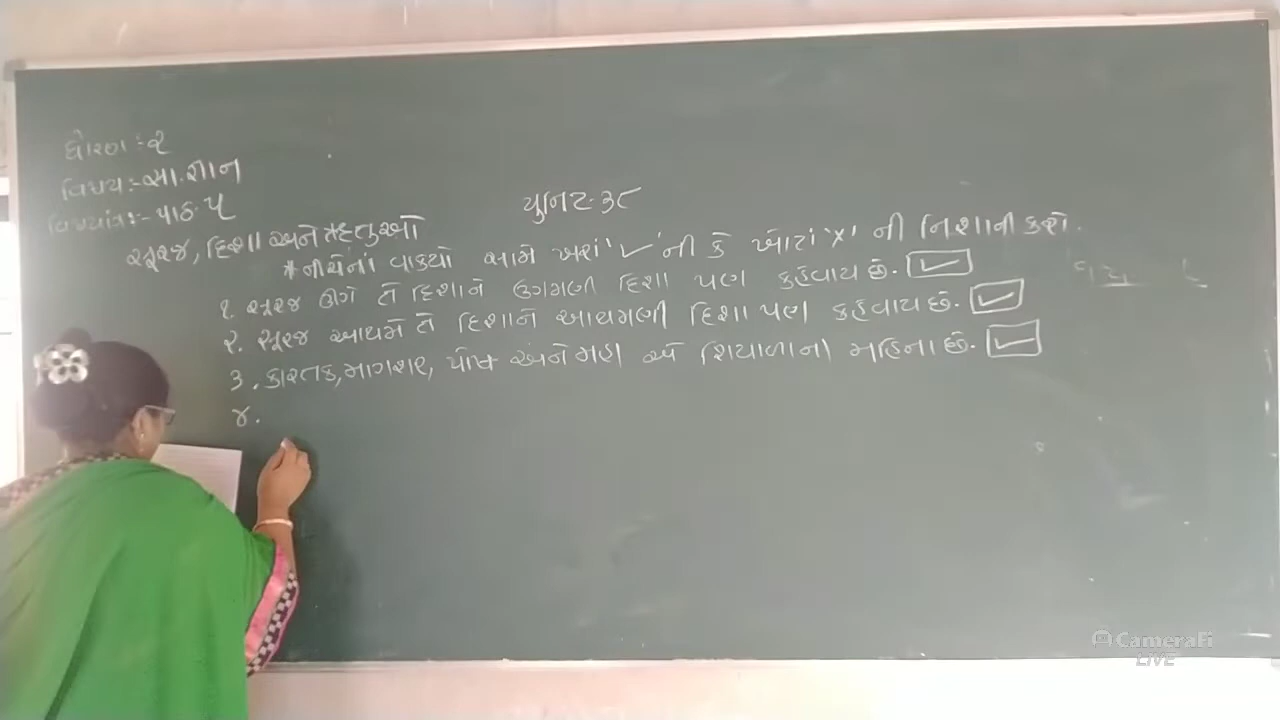 ધોરણ :- ૨
વિષય:- સા.જ્ઞાન
વિષયાંગ:- પાઠ-૫
યુનિટ-૩૮
સૂરજ, દિશા અને ઋતુઓ
* નીચેનાં વાક્યો સામે ખરાં '✓' ની કે ખોટાં 'X' ની નિશાની કરો.
૧. સૂરજ ઊગે તે દિશાને ઉગમણી દિશા પણ કહેવાય છે. ✓
૨. સૂરજ આથમે તે દિશાને આથમણી દિશા પણ કહેવાય છે. ✓
૩. કારતક, માગશર, પોષ અને મહા એ શિયાળાના મહિના છે. ✓
૪.
CameraFi
LIVE